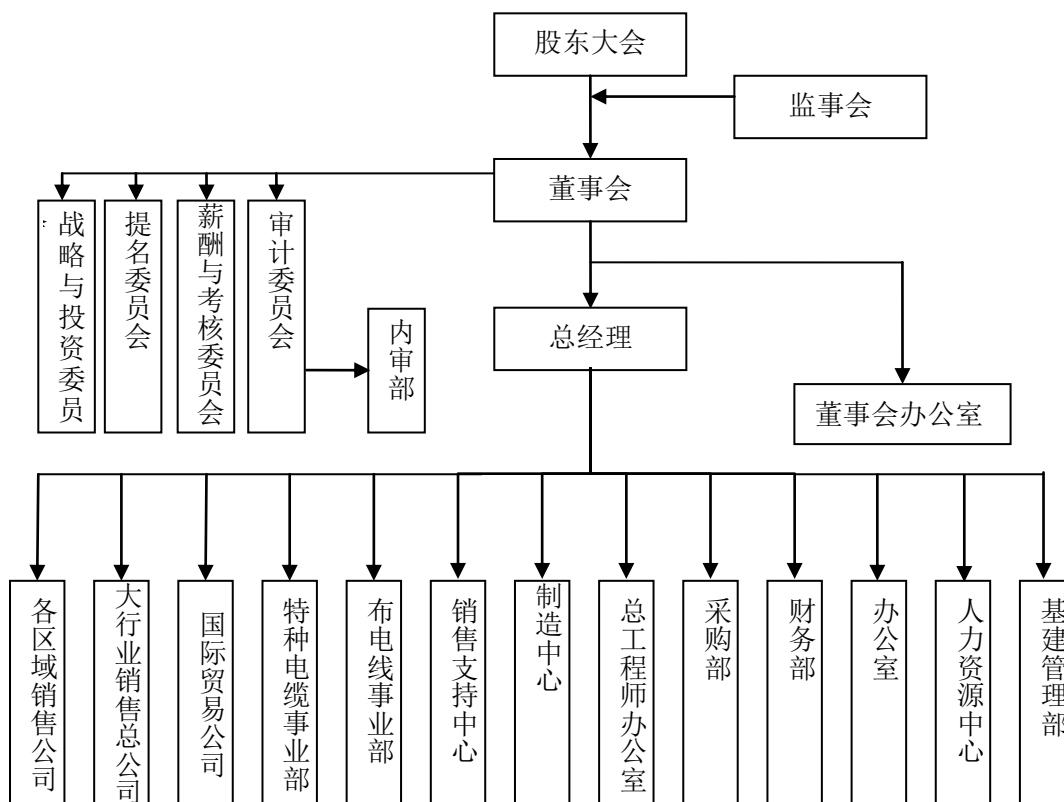 股东大会
监事会
董事会
战略与投资委员
提名委员会
薪酬与考核委员会
审计委员会
内审部
总经理
董事会办公室
各区域销售公司
大行业销售总公司
国际贸易公司
特种电缆事业部
布电线事业部
销售支持中心
制造中心
总工程师办公室
采购部
财务部
办公室
人力资源中心
基建管理部